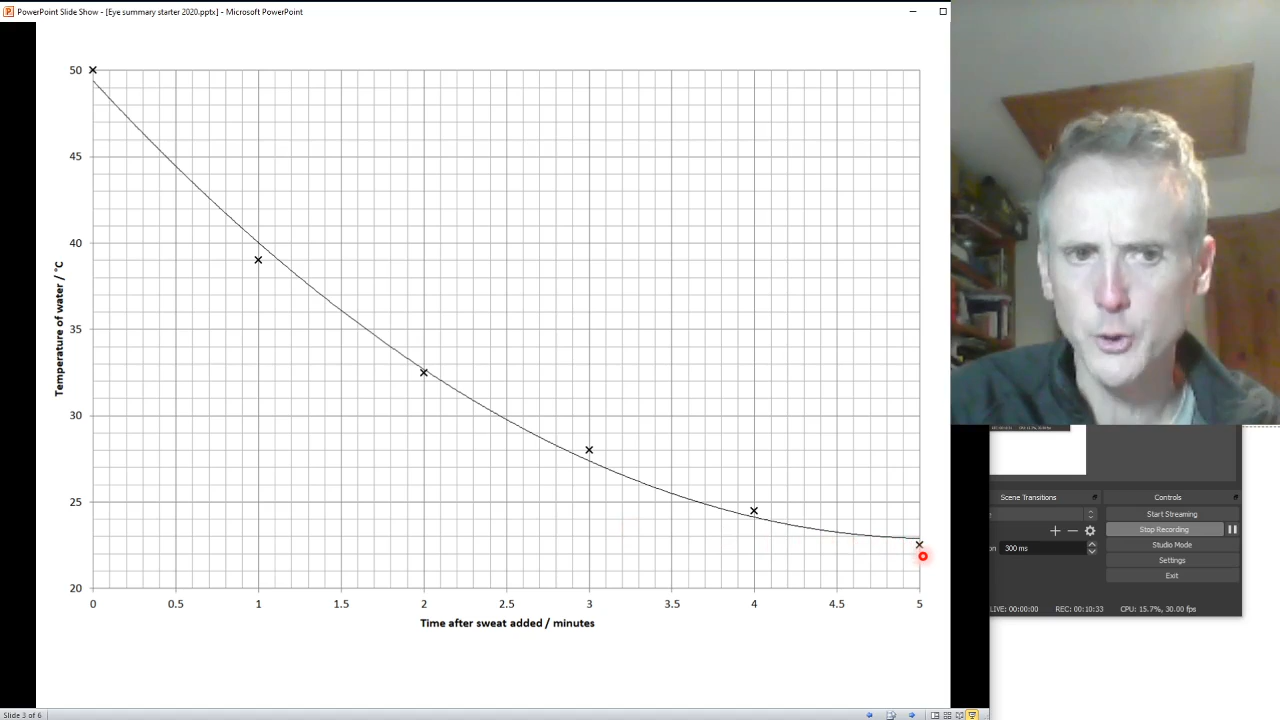 PowerPoint Slide Show - [Eye summary starter 2020.pptx] - Microsoft PowerPoint
50
45
40
35
30
25
20
Temperature of water / °C
0 0.5 1 1.5 2 2.5 3 3.5 4 4.5 5
Time after sweat added / minutes
Scene Transitions
Controls
Start Streaming
Stop Recording
300 ms
Studio Mode
Settings
Exit
LIVE: 00:00:00 REC: 00:10:33 CPU: 15.7%, 30.00 fps
Slide 3 of 6